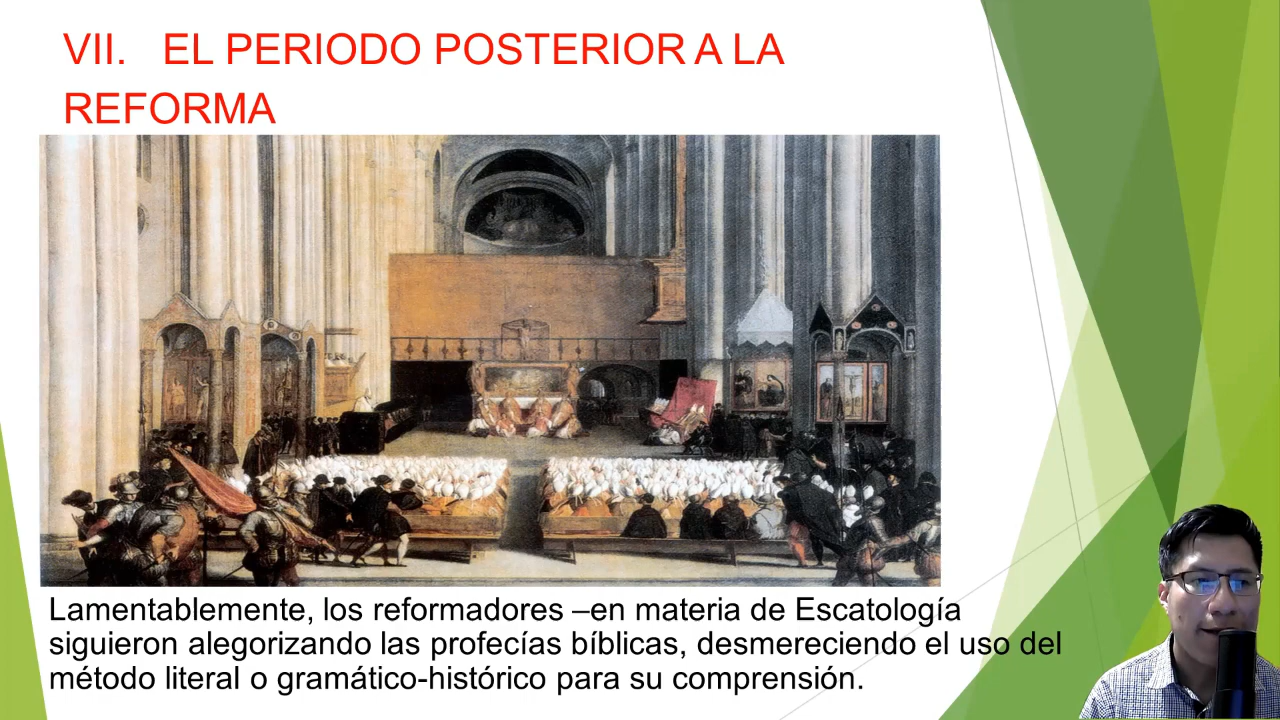 VII. EL PERIODO POSTERIOR A LA
REFORMA
Lamentablemente, los reformadores –en materia de Escatología
siguieron alegorizando las profecías bíblicas, desmereciendo el uso del
método literal o gramático-histórico para su comprensión.